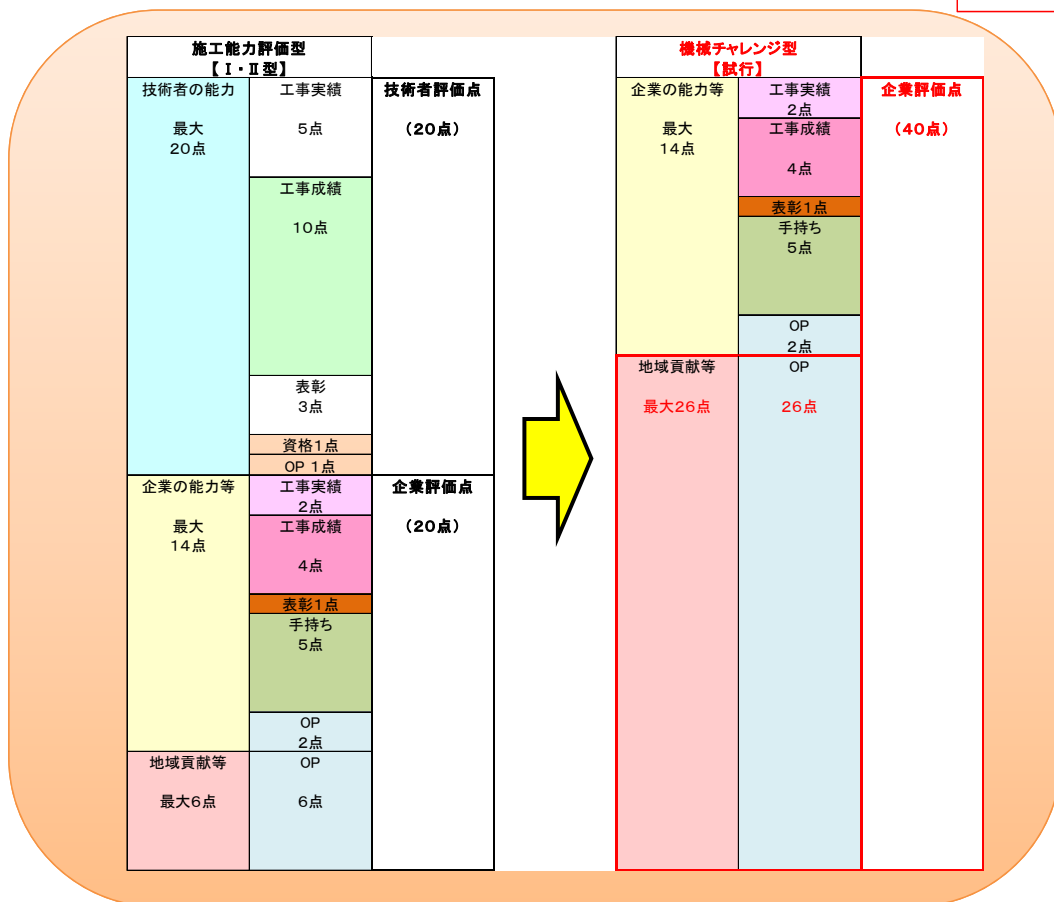 施工能力評価型
【Ⅰ・Ⅱ型】
技術者の能力
最大
20点
工事実績
5点
工事成績
10点
表彰
3点
資格1点
OP 1点
技術者評価点
(20点)
企業の能力等
最大
14点
工事実績
2点
工事成績
4点
表彰1点
手持ち
5点
OP
2点
企業評価点
(20点)
地域貢献等
最大6点
OP
6点
機械チャレンジ型
【試行】
企業の能力等
最大
14点
工事実績
2点
工事成績
4点
表彰1点
手持ち
5点
OP
2点
企業評価点
(40点)
地域貢献等
最大26点
OP
26点